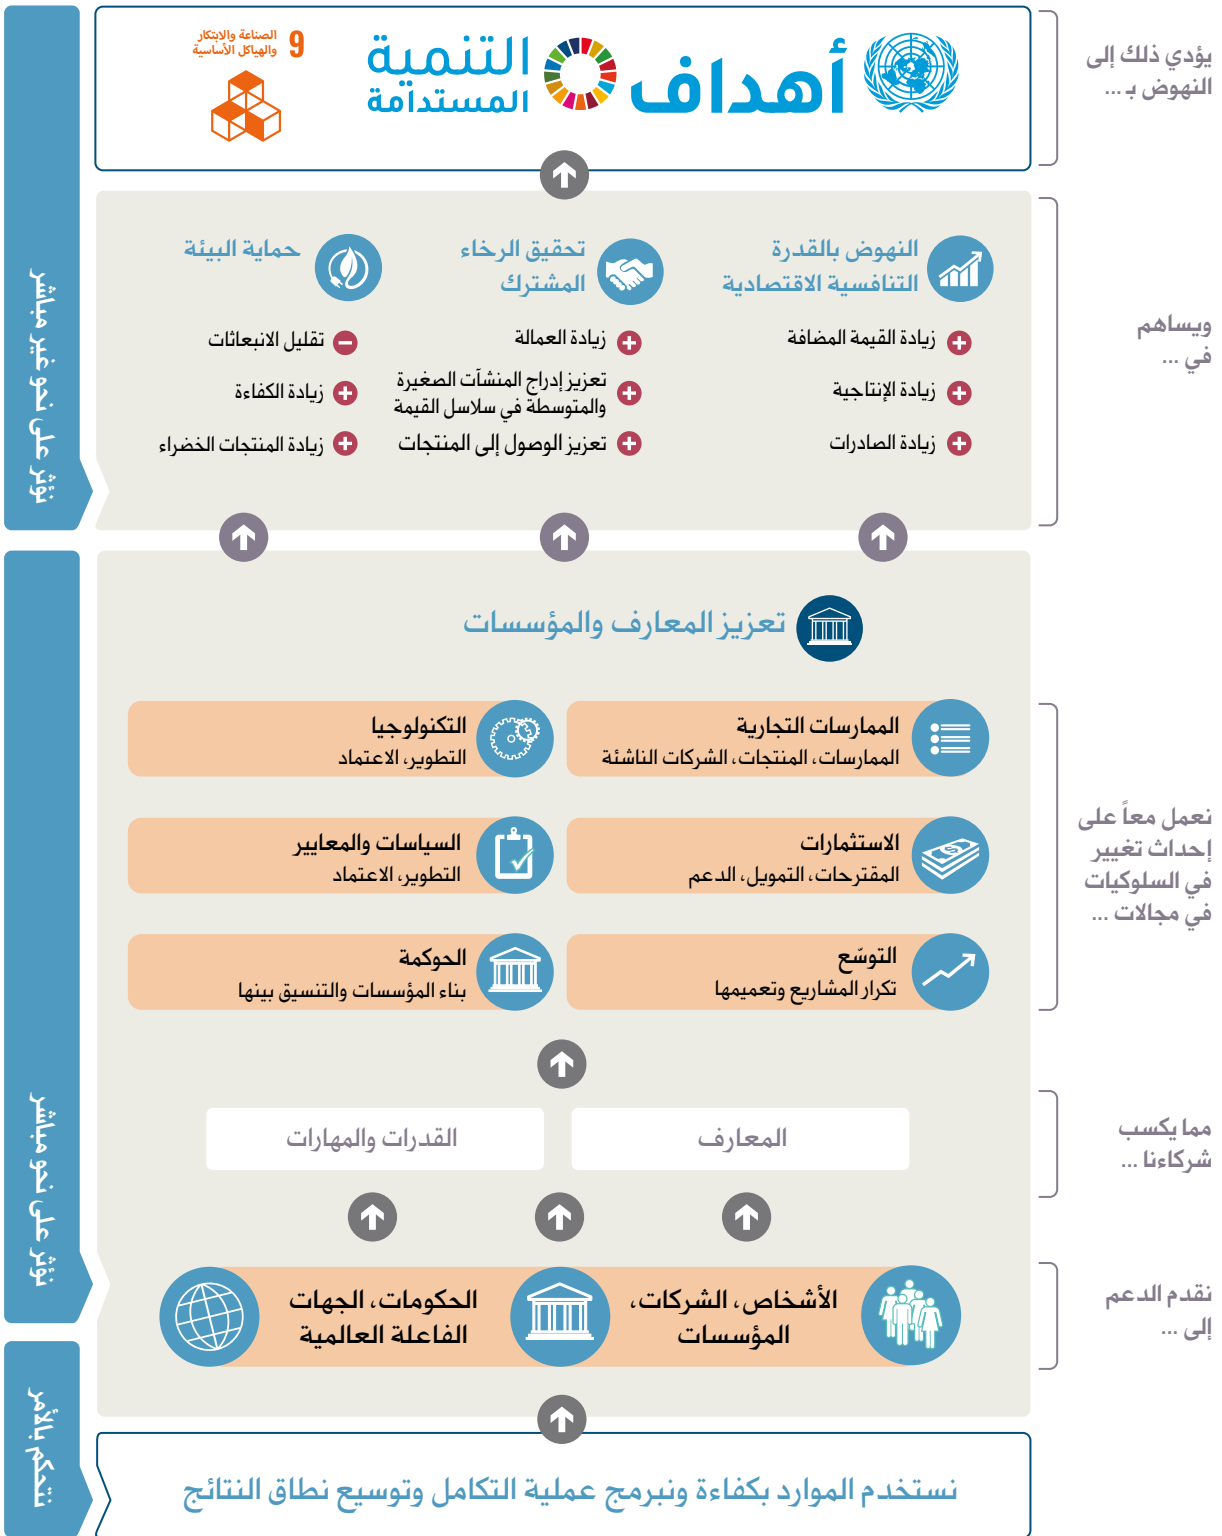 يؤدي ذلك إلى
النهوض بـ ...
أهداف
التنمية
المستدامة
9
الصناعة والابتكار
والهياكل الأساسية
ويساهم
في ...
النهوض بالقدرة
التنافسية الاقتصادية
زيادة القيمة المضافة
زيادة الإنتاجية
زيادة الصادرات
تحقيق الرخاء
المشترك
زيادة العمالة
تعزيز إدراج المنشآت الصغيرة
والمتوسطة في سلاسل القيمة
تعزيز الوصول إلى المنتجات
حماية البيئة
تقليل الانبعاثات
زيادة الكفاءة
زيادة المنتجات الخضراء
نؤثر على نحو غير مباشر
تعزيز المعارف والمؤسسات
نعمل معاً على
إحداث تغيير
في السلوكيات
في مجالات ...
الممارسات التجارية
الممارسات، المنتجات، الشركات الناشئة
التكنولوجيا
التطوير، الاعتماد
الاستثمارات
المقترحات، التمويل، الدعم
السياسات والمعايير
التطوير، الاعتماد
التوسّع
تكرار المشاريع وتعميمها
الحوكمة
بناء المؤسسات والتنسيق بينها
مما يكسب
شركاءنا ...
المعارف
القدرات والمهارات
نؤثر على نحو مباشر
نقدم الدعم
إلى ...
الأشخاص، الشركات،
المؤسسات
الحكومات، الجهات
الفاعلة العالمية
نتحكم بالأمر
نستخدم الموارد بكفاءة ونبرمج عملية التكامل وتوسيع نطاق النتائج